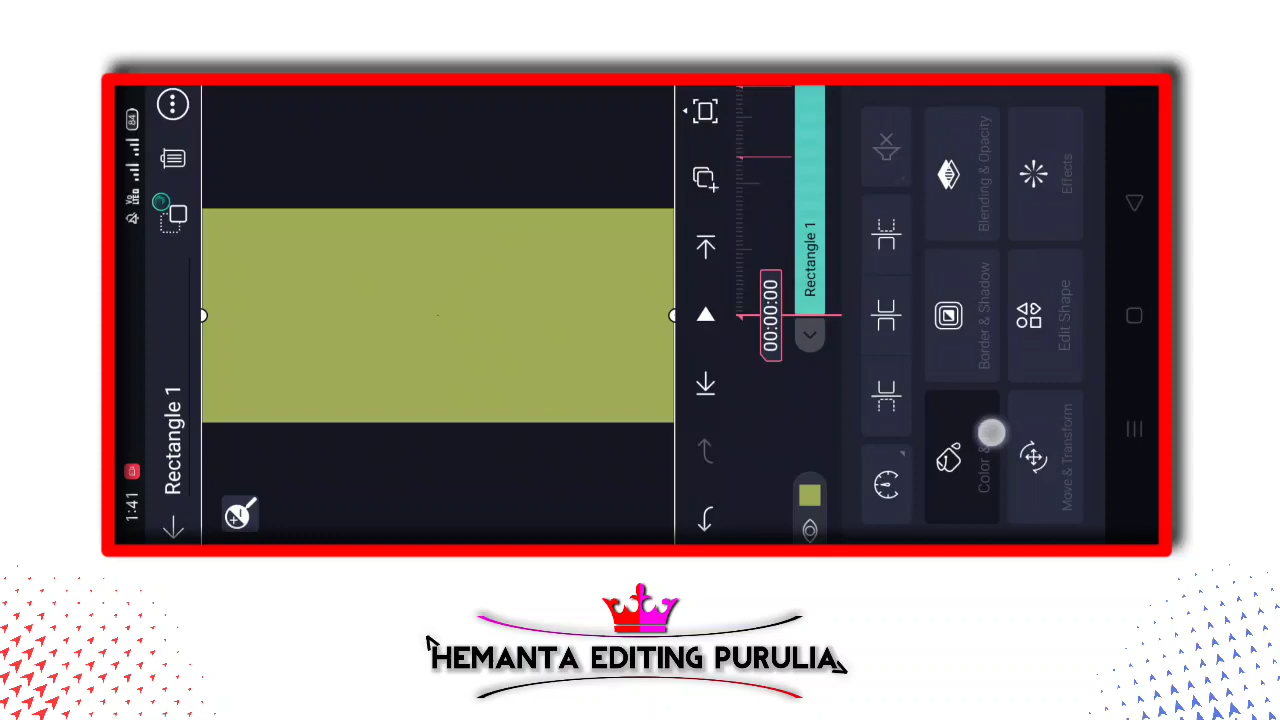 1:41
84
Rectangle 1
00:00:00
Rectangle 1
Color &
Border & Shadow
Blending & Opacity
Move & Transform
Edit Shape
Effects
HEMANTA EDITING PURULIA